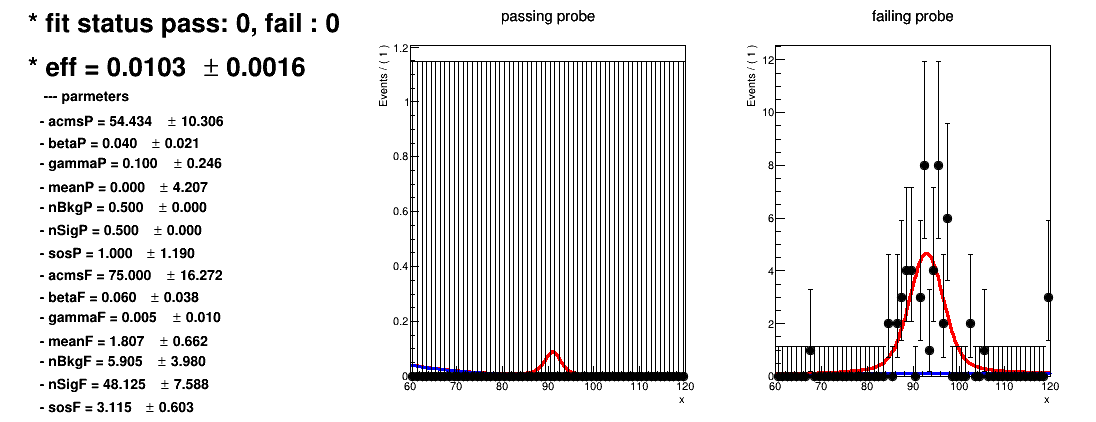 * fit status pass: 0, fail : 0
* eff = 0.0103 ± 0.0016
--- parmeters
- acmsP = 54.434 ± 10.306
- betaP = 0.040 ± 0.021
- gammaP = 0.100 ± 0.246
- meanP = 0.000 ± 4.207
- nBkgP = 0.500 ± 0.000
- nSigP = 0.500 ± 0.000
- sosP = 1.000 ± 1.190
- acmsF = 75.000 ± 16.272
- betaF = 0.060 ± 0.038
- gammaF = 0.005 ± 0.010
- meanF = 1.807 ± 0.662
- nBkgF = 5.905 ± 3.980
- nSigF = 48.125 ± 7.588
- sosF = 3.115 ± 0.603
passing probe
Events / ( 1 )
1.2
1
0.8
0.6
0.4
0.2
0
60 70 80 90 100 110 120
x
failing probe
Events / ( 1 )
12
10
8
6
4
2
0
60 70 80 90 100 110 120
x